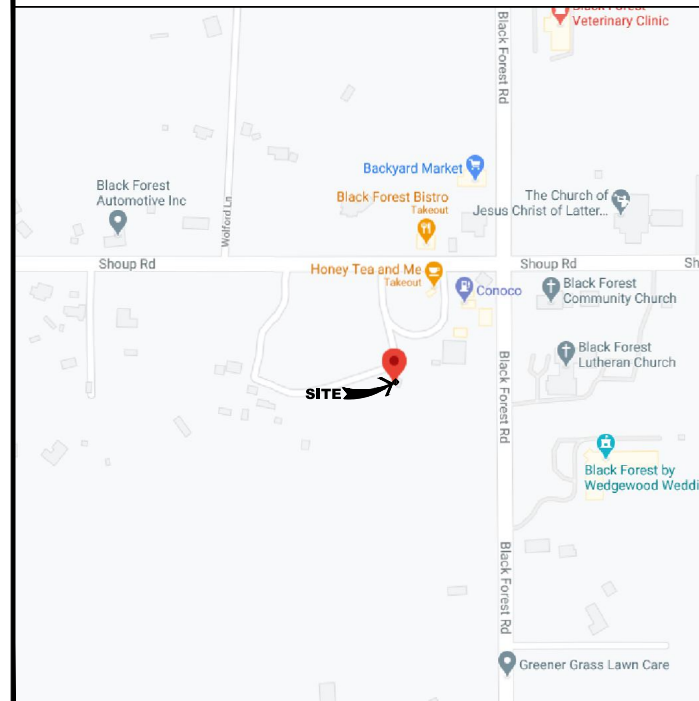 Veterinary Clinic
Black Forest Rd
Backyard Market
Black Forest
Automotive Inc
Black Forest Bistro
Takeout
The Church of
Jesus Christ of Latter...
Wolford Ln
Shoup Rd
Shoup Rd
Sh
Honey Tea and Me
Takeout
Conoco
Black Forest
Community Church
Black Forest
Lutheran Church
Black Forest Rd
SITE
Black Forest by
Wedgewood Weddi
Black Forest Rd
Greener Grass Lawn Care